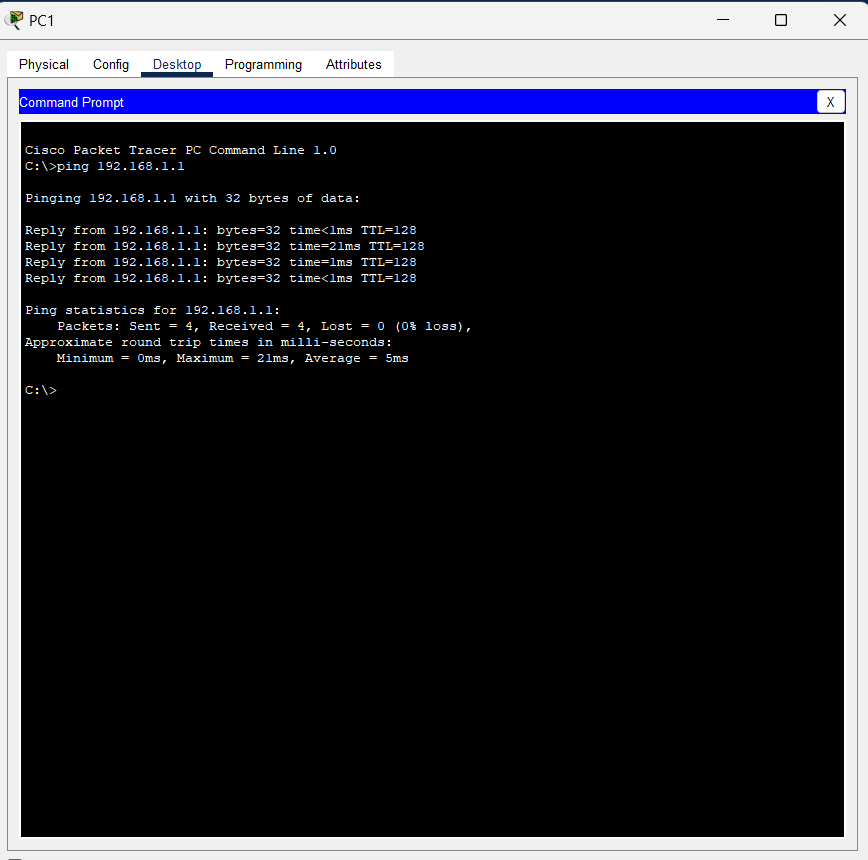 PC1
Physical Config Desktop Programming Attributes
Command Prompt X
Cisco Packet Tracer PC Command Line 1.0
C:\>ping 192.168.1.1
Pinging 192.168.1.1 with 32 bytes of data:
Reply from 192.168.1.1: bytes=32 time<1ms TTL=128
Reply from 192.168.1.1: bytes=32 time=21ms TTL=128
Reply from 192.168.1.1: bytes=32 time=1ms TTL=128
Reply from 192.168.1.1: bytes=32 time<1ms TTL=128
Ping statistics for 192.168.1.1:
Packets: Sent = 4, Received = 4, Lost = 0 (0% loss),
Approximate round trip times in milli-seconds:
Minimum = 0ms, Maximum = 21ms, Average = 5ms
C:\>